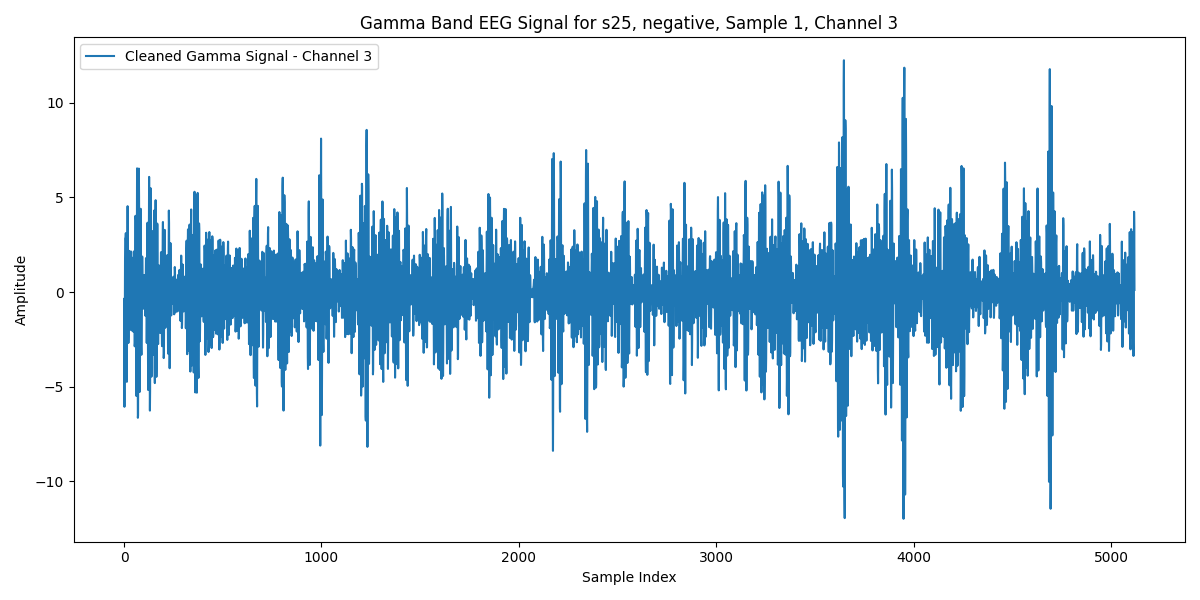 Gamma Band EEG Signal for s25, negative, Sample 1, Channel 3
Cleaned Gamma Signal - Channel 3
Amplitude
10
5
0
−5
−10
0 1000 2000 3000 4000 5000
Sample Index